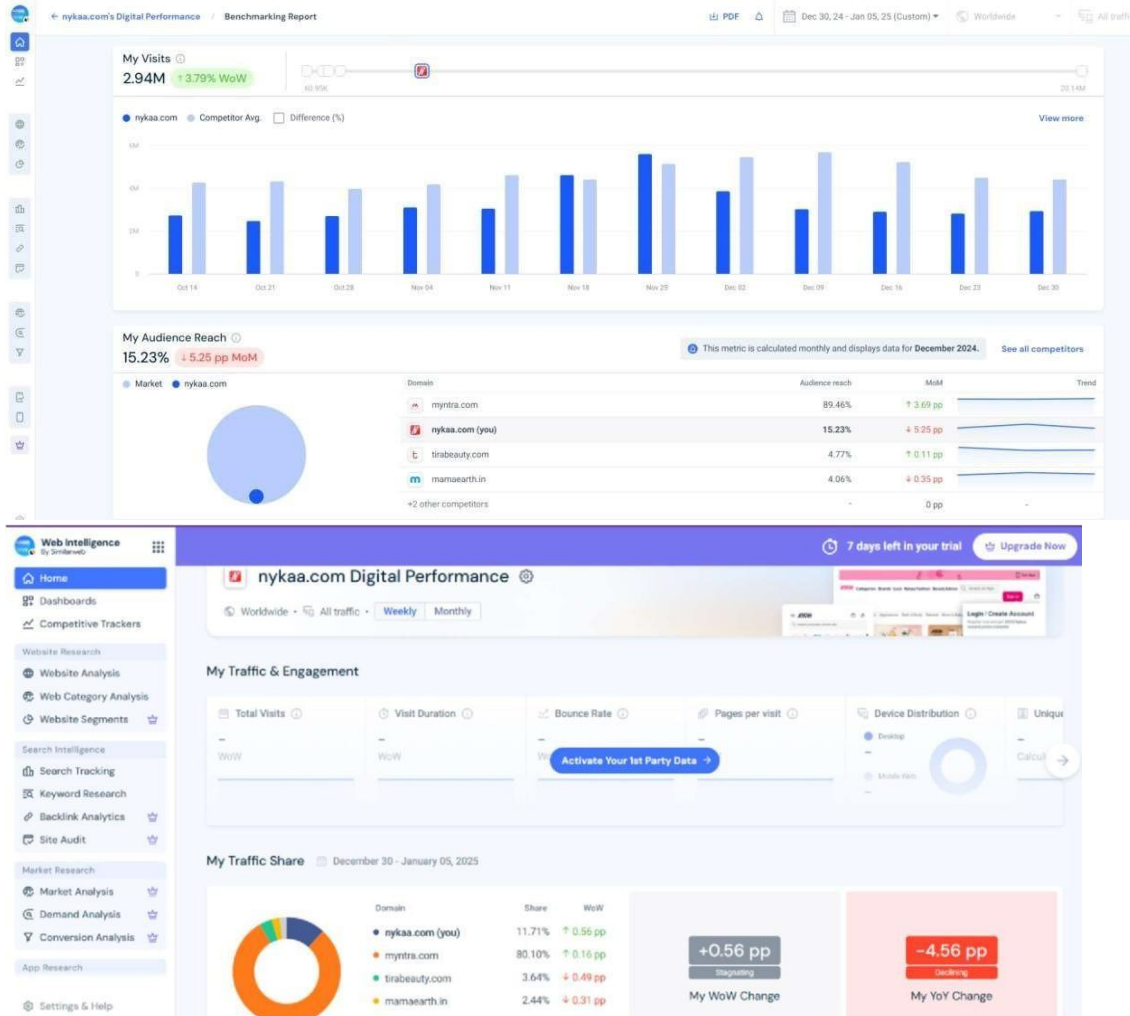 ← nykaa.com's Digital Performance / Benchmarking Report PDF Dec 30, 24 - Jan 05, 25 (Custom) Worldwide All traffic
My Visits
2.94M ↑ 3.79% WoW
60.95K 20.14M
nykaa.com Competitor Avg. Difference (%) View more
6M
4M
2M
0
Oct 14 Oct 21 Oct 28 Nov 04 Nov 11 Nov 18 Nov 25 Dec 02 Dec 09 Dec 16 Dec 23 Dec 30
My Audience Reach
15.23% ↓ 5.25 pp MoM
This metric is calculated monthly and displays data for December 2024. See all competitors
Market nykaa.com
Domain Audience reach MoM Trend
myntra.com 89.46% ↑ 3.69 pp
nykaa.com (you) 15.23% ↓ 5.25 pp
tirabeauty.com 4.77% ↑ 0.11 pp
mamaearth.in 4.06% ↓ 0.35 pp
+2 other competitors - 0 pp -
Web Intelligence
By Similarweb
7 days left in your trial Upgrade Now
Home
Dashboards
Competitive Trackers
Website Research
Website Analysis
Web Category Analysis
Website Segments
Search Intelligence
Search Tracking
Keyword Research
Backlink Analytics
Site Audit
Market Research
Market Analysis
Demand Analysis
Conversion Analysis
App Research
Settings & Help
nykaa.com Digital Performance
Worldwide • All traffic • Weekly Monthly
Login / Create Account
My Traffic & Engagement
Total Visits Visit Duration Bounce Rate Pages per visit Device Distribution Unique
– – – – Desktop –
WoW WoW Calcul
Activate Your 1st Party Data →
Mobile Web
My Traffic Share December 30 - January 05, 2025
Domain Share WoW
nykaa.com (you) 11.71% ↑ 0.56 pp
myntra.com 80.10% ↑ 0.16 pp
tirabeauty.com 3.64% ↓ 0.49 pp
mamaearth.in 2.44% ↓ 0.31 pp
+0.56 pp
Stagnating
My WoW Change
-4.56 pp
Declining
My YoY Change